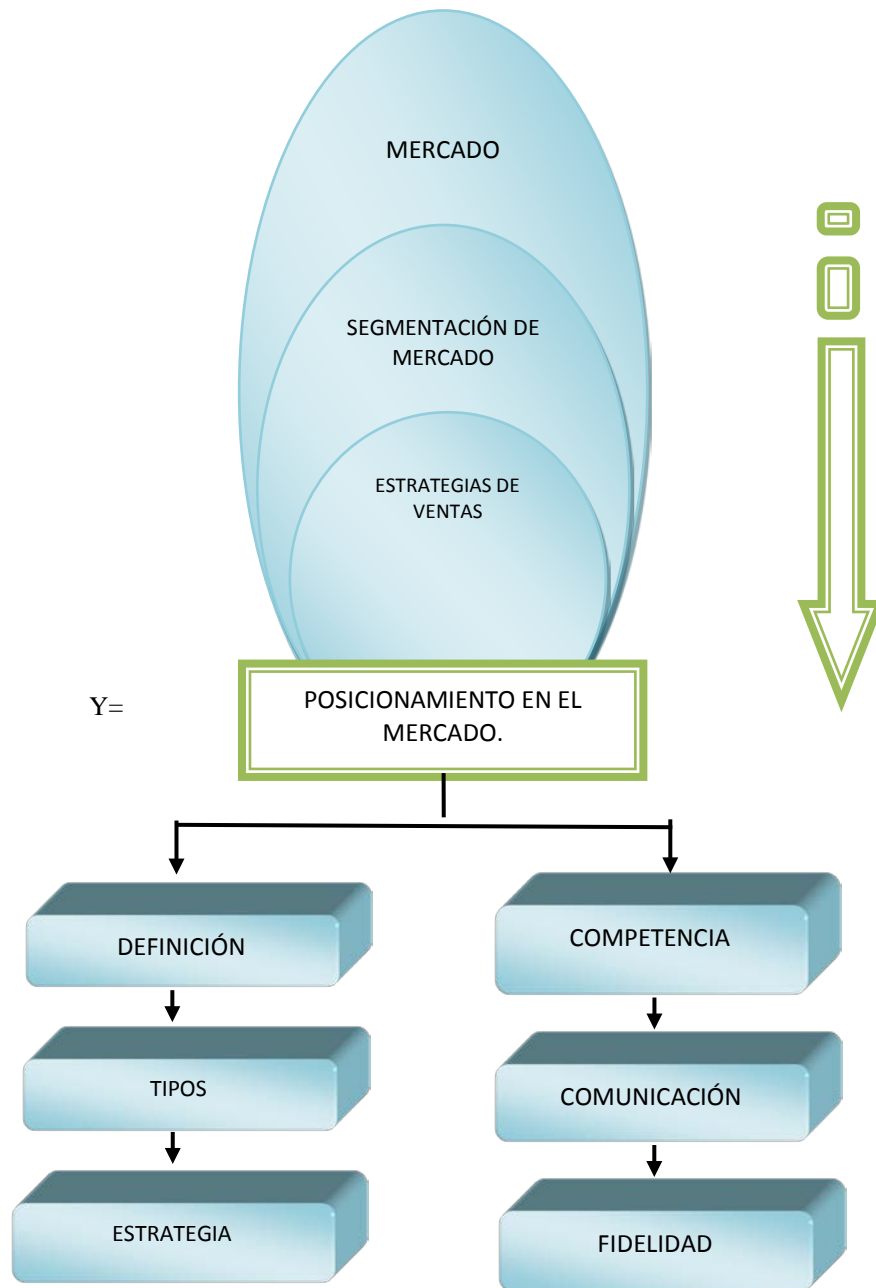 MERCADO
SEGMENTACIÓN DE
MERCADO
ESTRATEGIAS DE
VENTAS
Y=
POSICIONAMIENTO EN EL
MERCADO.
DEFINICIÓN
COMPETENCIA
TIPOS
COMUNICACIÓN
ESTRATEGIA
FIDELIDAD